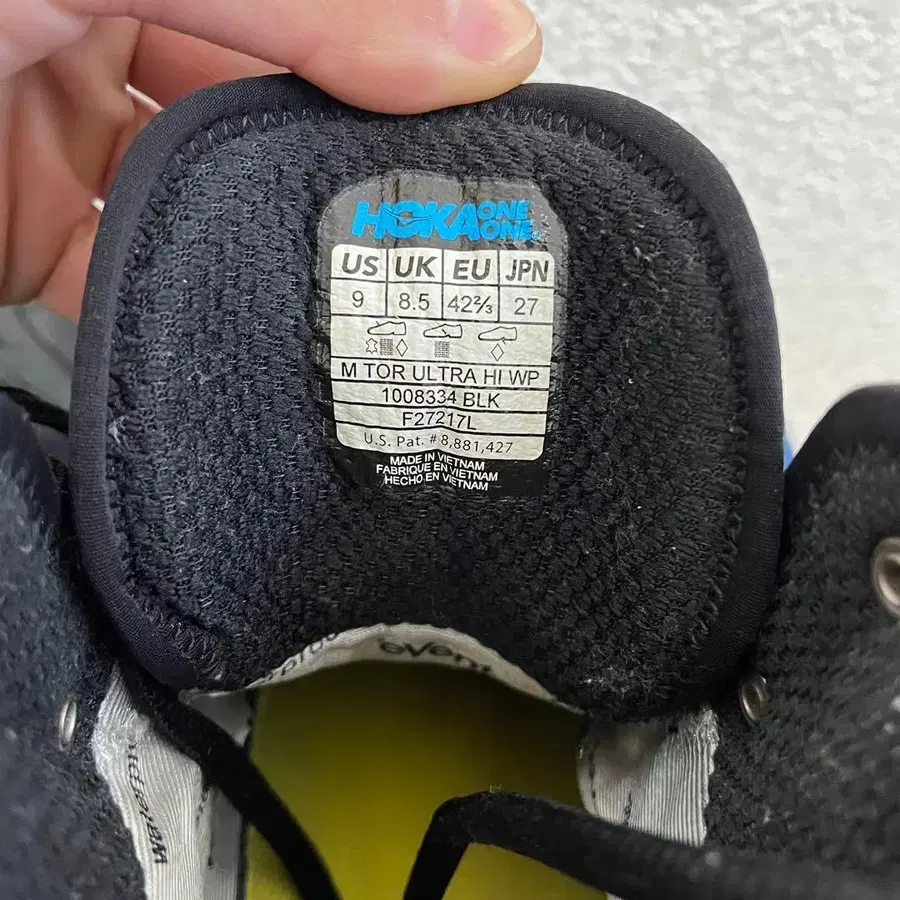 HOKA ONE ONE
US UK EU JPN
9 8.5 42⅔ 27
M TOR ULTRA HI WP
1008334 BLK
F27217L
U.S. Pat. # 8,881,427
MADE IN VIETNAM
FABRIQUE EN VIETNAM
HECHO EN VIETNAM